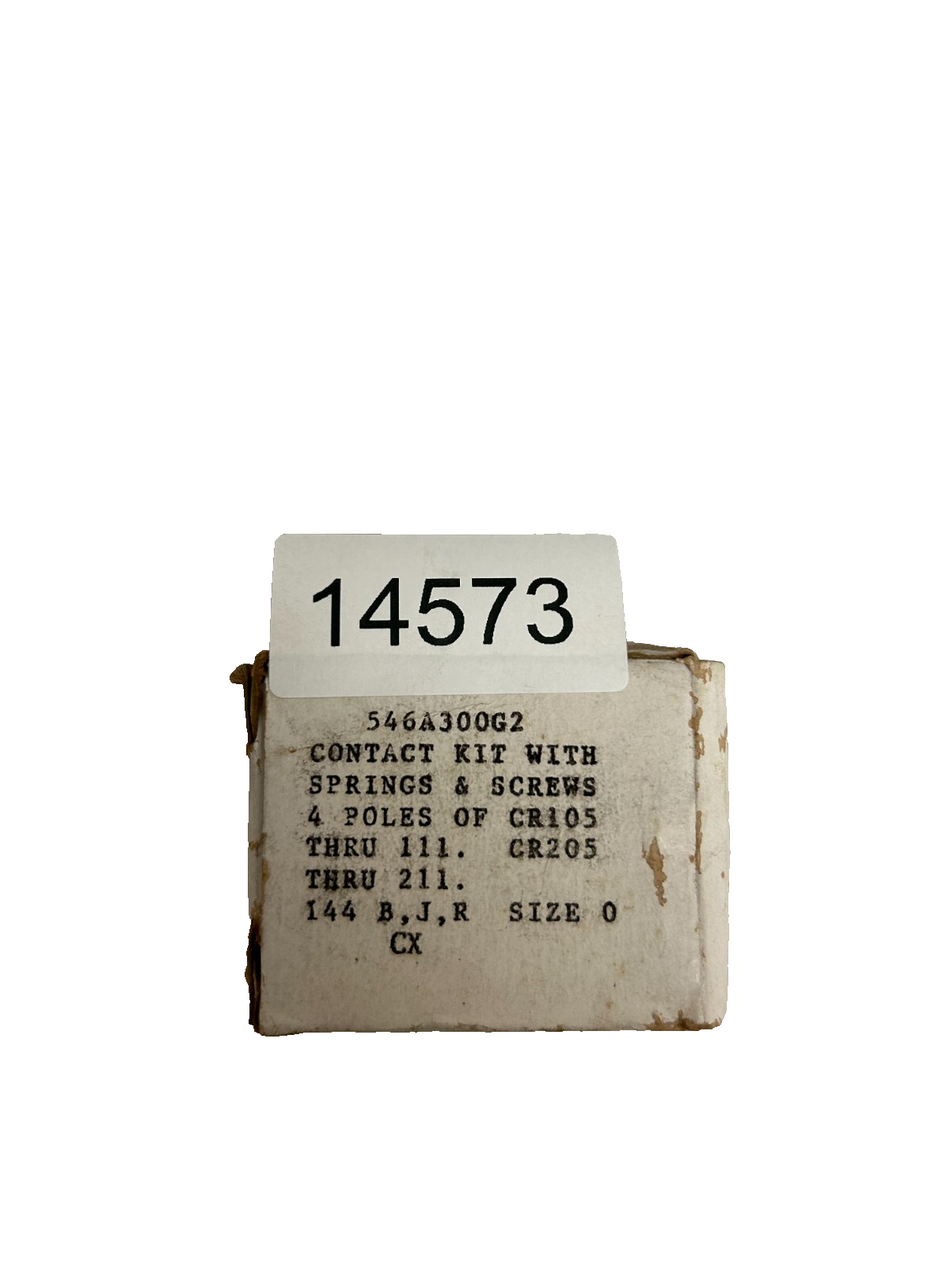 14573
546A300G2
CONTACT KIT WITH
SPRINGS & SCREWS
4 POLES OF CR105
THRU 111. CR205
THRU 211.
144 B,J,R SIZE 0
CX